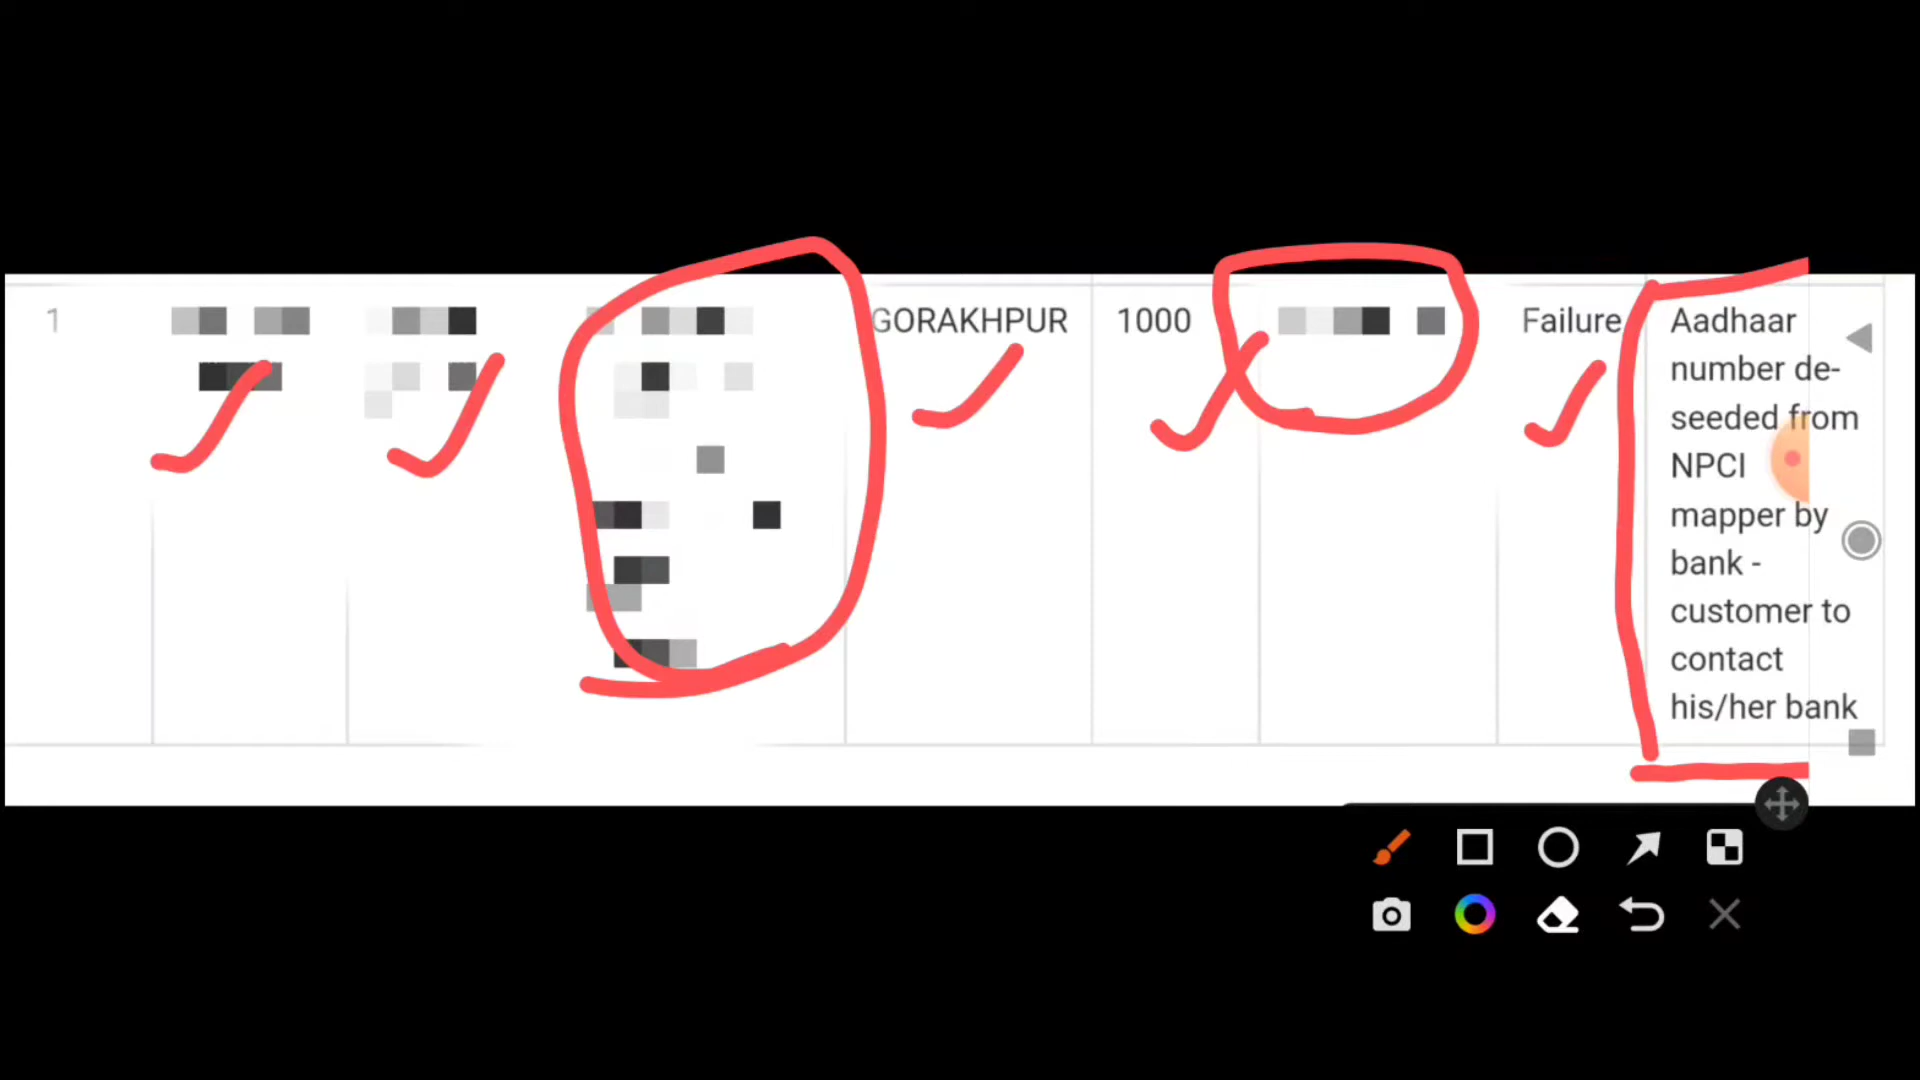 1
GORAKHPUR
1000
Failure
Aadhaar
number de-
seeded from
NPCI
mapper by
bank -
customer to
contact
his/her bank